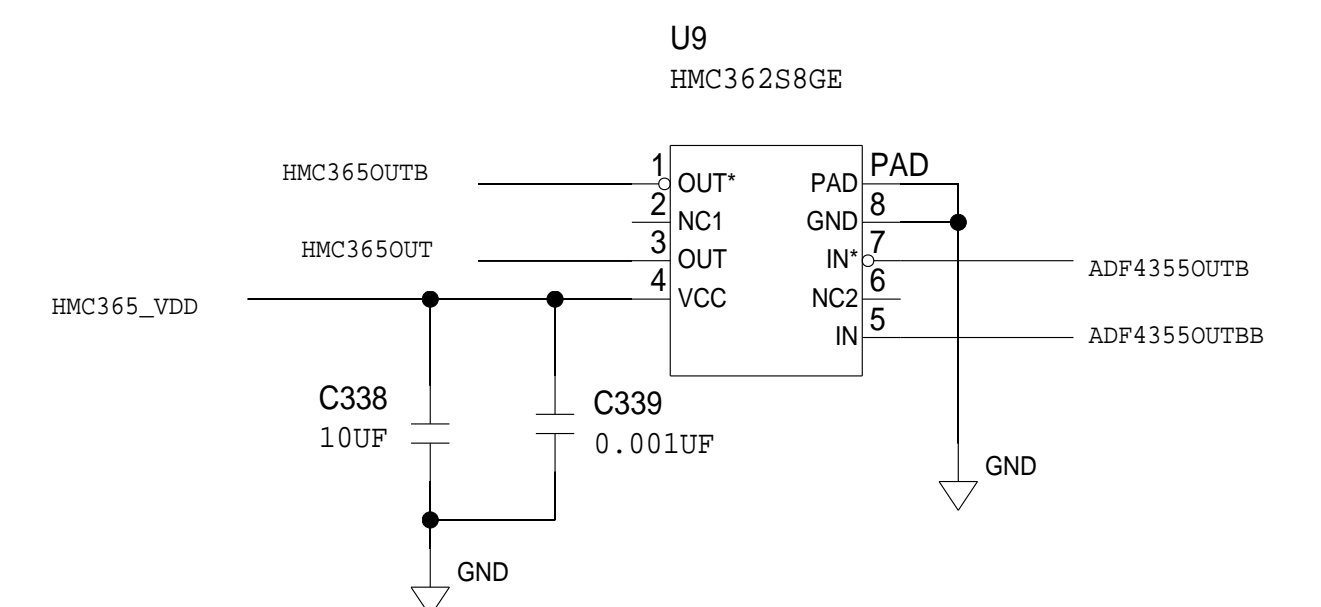 U9
HMC362S8GE
HMC365OUTB
1
OUT*
PAD
PAD
2
NC1
GND
8
HMC365OUT
3
OUT
IN*
7
ADF4355OUTB
HMC365_VDD
4
VCC
NC2
6
IN
5
ADF4355OUTBB
C338
10UF
C339
0.001UF
GND
GND